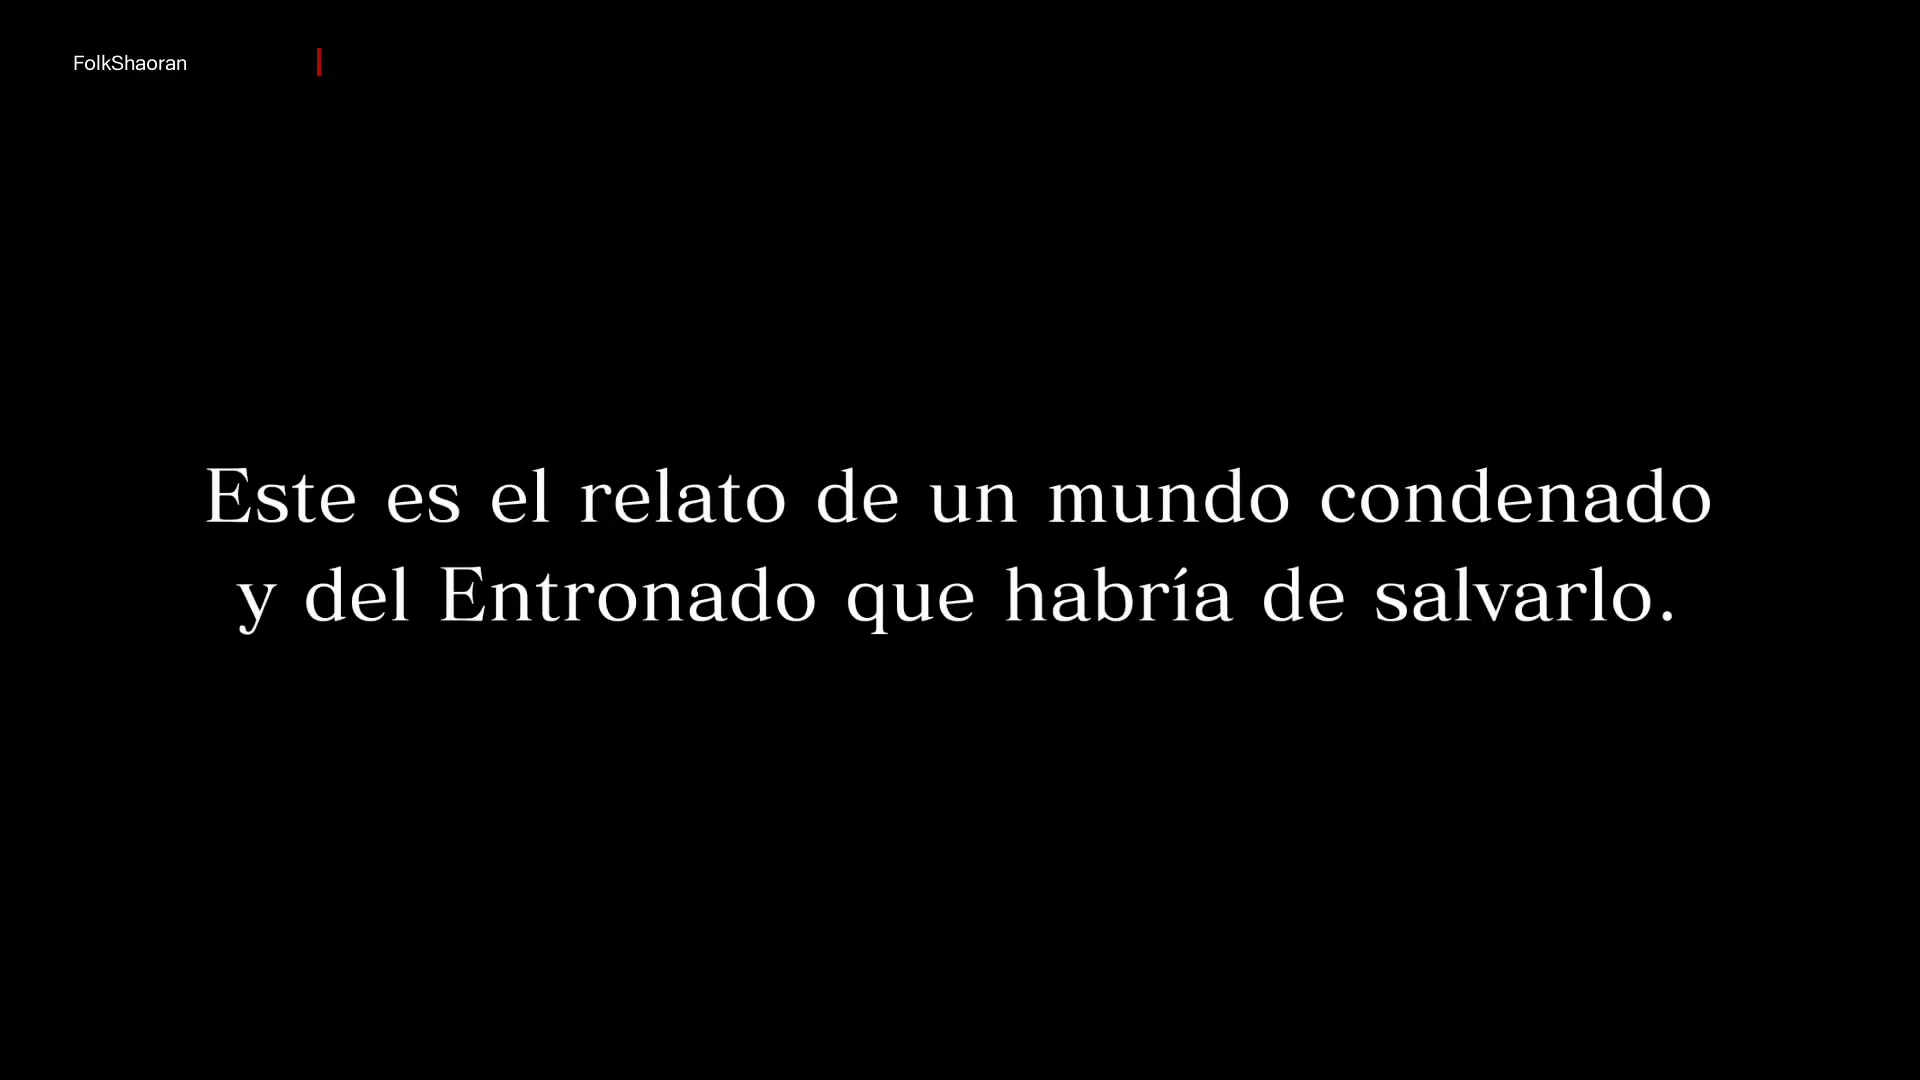 FolkShaoran
Este es el relato de un mundo condenado
y del Entronado que habría de salvarlo.